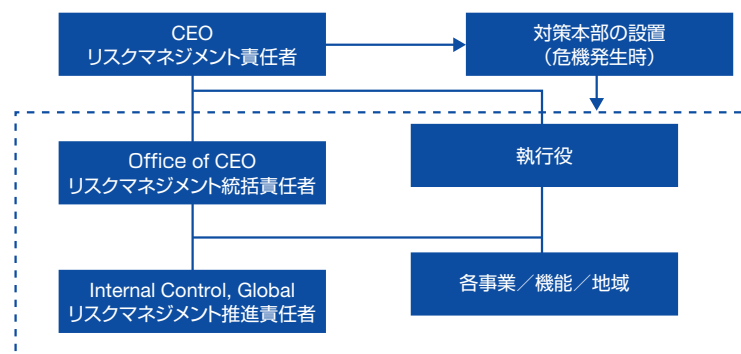 CEO
リスクマネジメント責任者
対策本部の設置
（危機発生時）
Office of CEO
リスクマネジメント統括責任者
執行役
Internal Control, Global
リスクマネジメント推進責任者
各事業／機能／地域